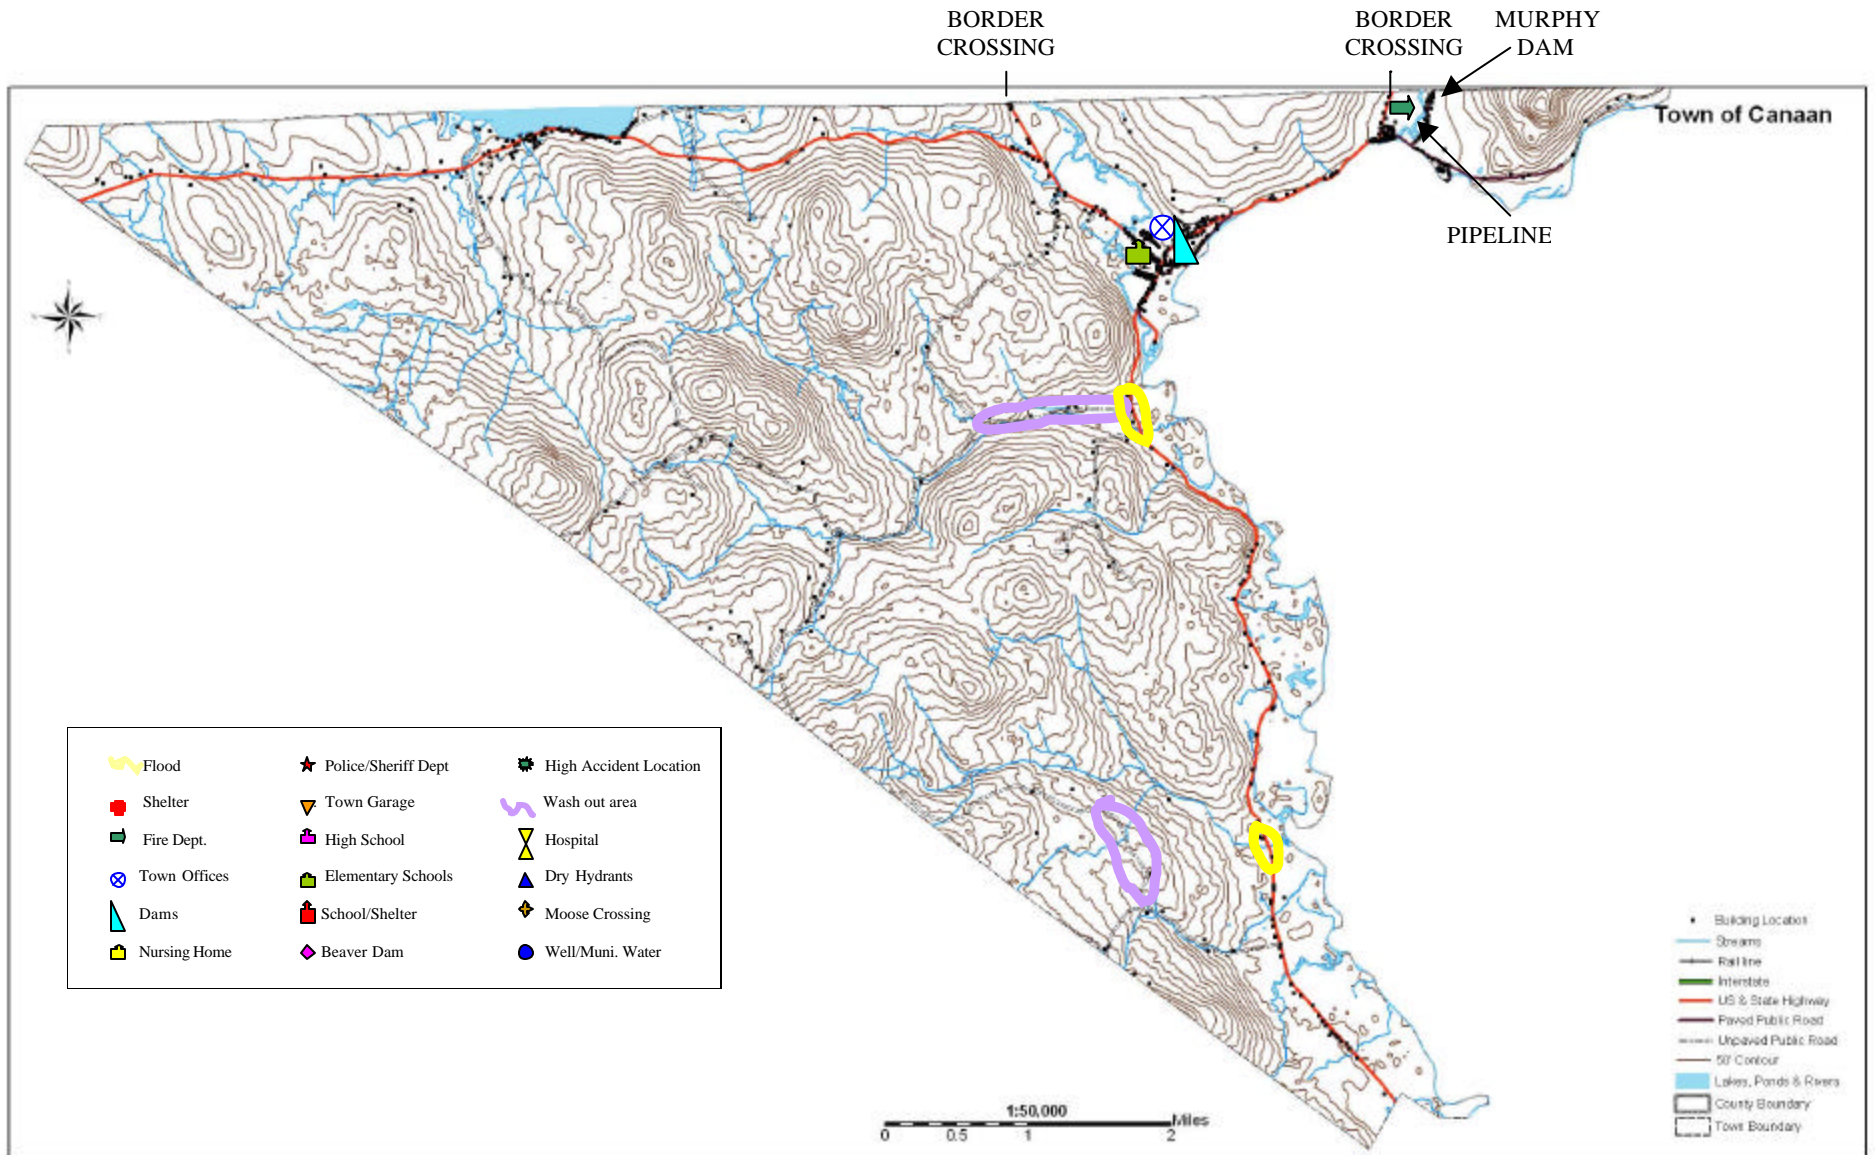 BORDER
CROSSING
BORDER
CROSSING
MURPHY
DAM
Town of Canaan
PIPELINE
Flood
Police/Sheriff Dept
High Accident Location
Shelter
Town Garage
Wash out area
Fire Dept.
High School
Hospital
Town Offices
Elementary Schools
Dry Hydrants
Dams
School/Shelter
Moose Crossing
Nursing Home
Beaver Dam
Well/Muni. Water
Building Location
Streams
Rail line
Interstate
US & State Highway
Paved Public Road
Unpaved Public Road
50' Contour
Lakes, Ponds & Rivers
County Boundary
Town Boundary
1:50,000
Miles
0 0.5 1 2